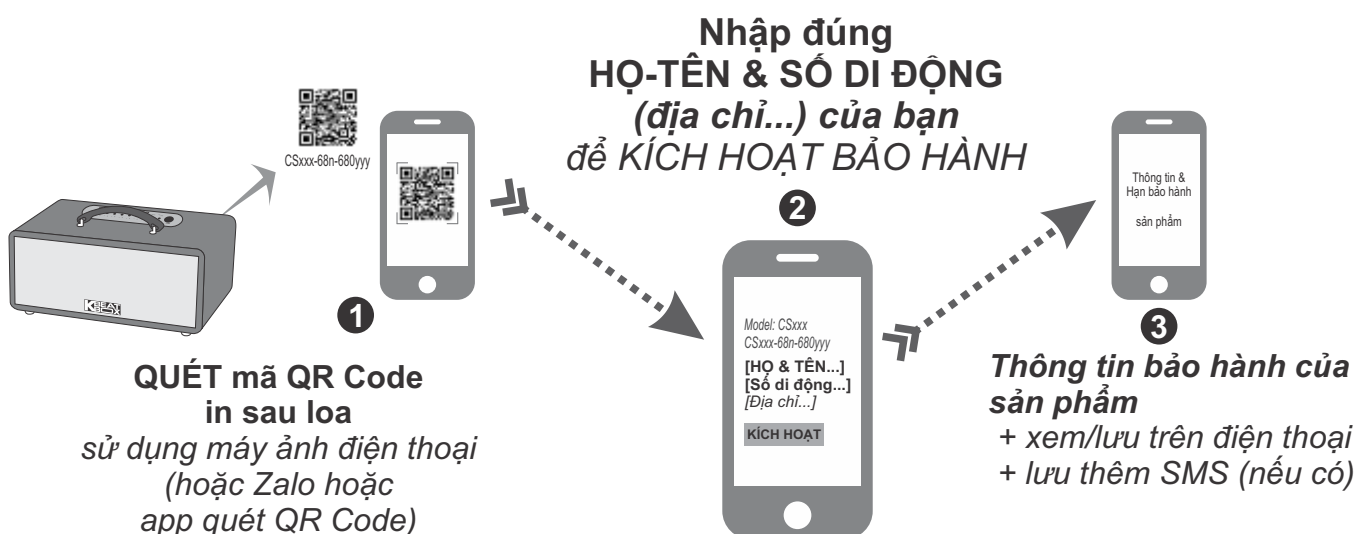 CSxxx-68n-680yyy
KBEATBOX
1
QUÉT mã QR Code
in sau loa
sử dụng máy ảnh điện thoại
(hoặc Zalo hoặc
app quét QR Code)
Nhập đúng
HỌ-TÊN & SỐ DI ĐỘNG
(địa chỉ...) của bạn
để KÍCH HOẠT BẢO HÀNH
2
Model: CSxxx
CSxxx-68n-680yyy
[HỌ & TÊN...]
[Số di động...]
[Địa chỉ...]
KÍCH HOẠT
Thông tin &
Hạn bảo hành
sản phẩm
3
Thông tin bảo hành của
sản phẩm
+ xem/lưu trên điện thoại
+ lưu thêm SMS (nếu có)